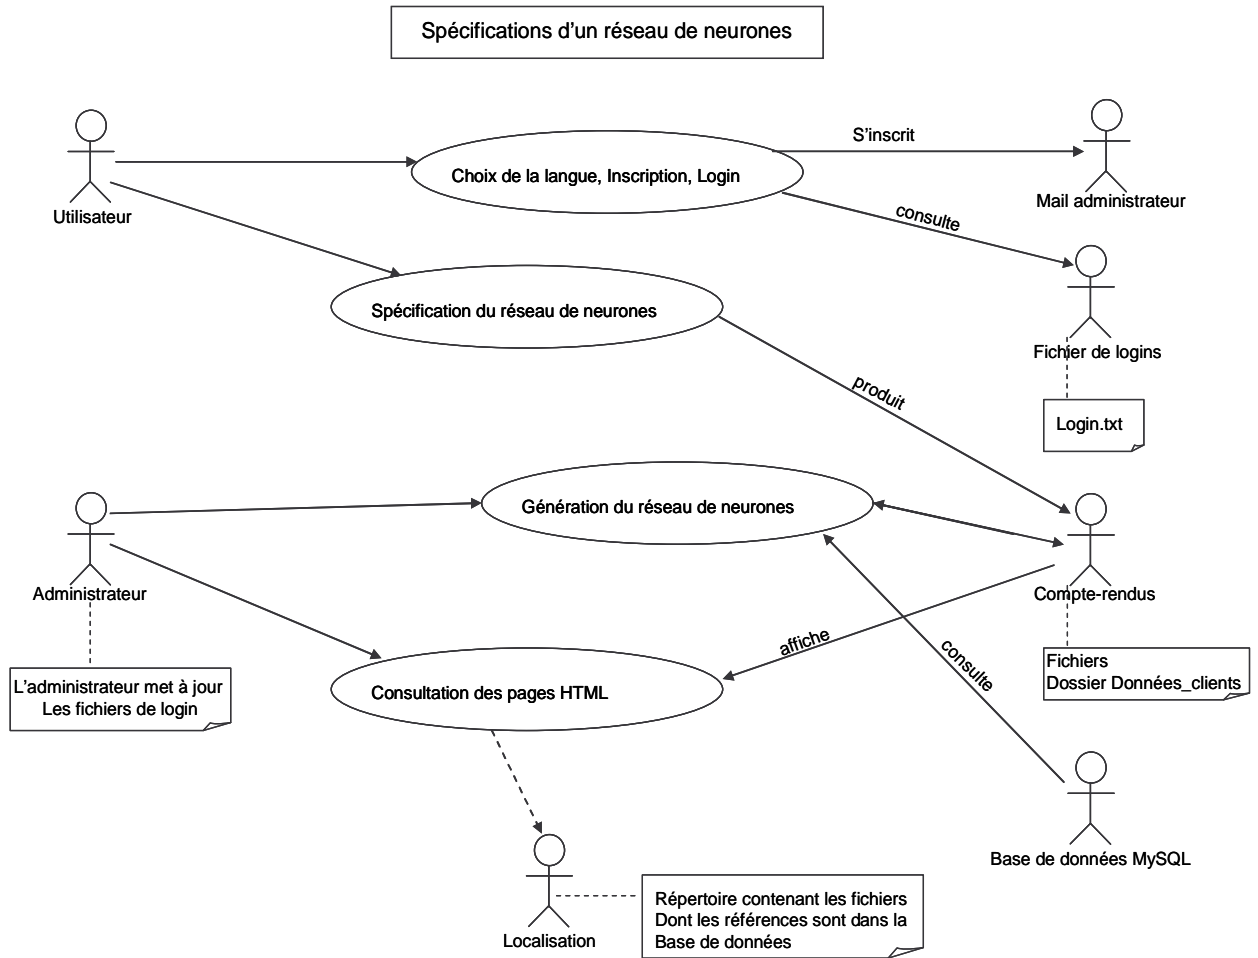 Spécifications d'un réseau de neurones
S'inscrit
Choix de la langue, Inscription, Login
Utilisateur
Mail administrateur
consulte
Spécification du réseau de neurones
Fichier de logins
produit
Login.txt
Génération du réseau de neurones
Administrateur
Compte-rendus
affiche
consulte
L'administrateur met à jour
Les fichiers de login
Consultation des pages HTML
Fichiers
Dossier Données_clients
Base de données MySQL
Localisation
Répertoire contenant les fichiers
Dont les références sont dans la
Base de données